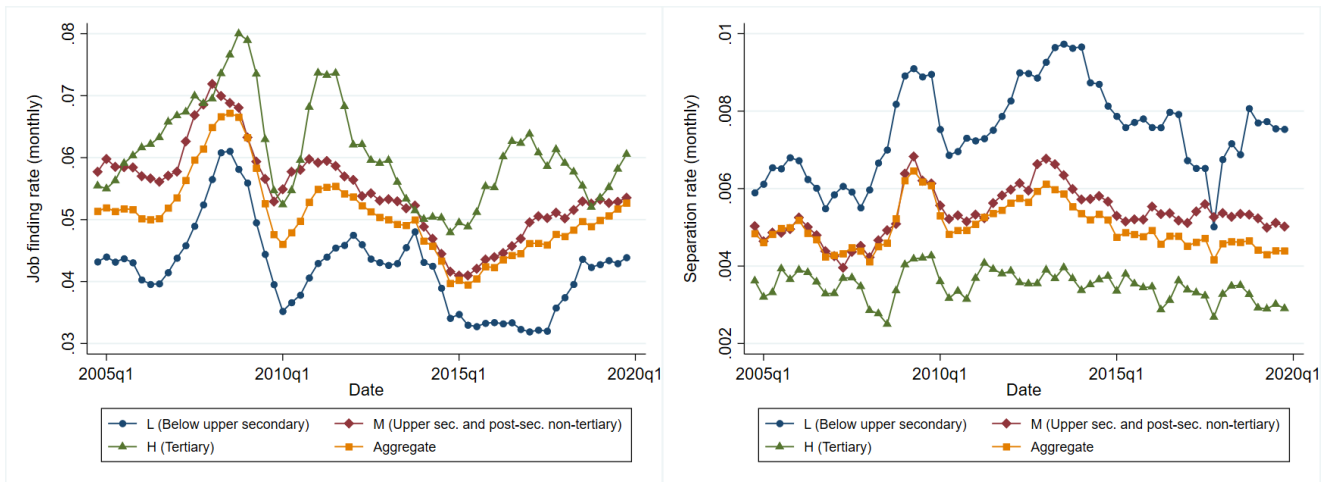 Job finding rate (monthly)
.08
.07
.06
.05
.04
.03
2005q1 2010q1 2015q1 2020q1
Date
L (Below upper secondary) M (Upper sec. and post-sec. non-tertiary)
H (Tertiary) Aggregate
Separation rate (monthly)
.01
.008
.006
.004
.002
2005q1 2010q1 2015q1 2020q1
Date
L (Below upper secondary) M (Upper sec. and post-sec. non-tertiary)
H (Tertiary) Aggregate